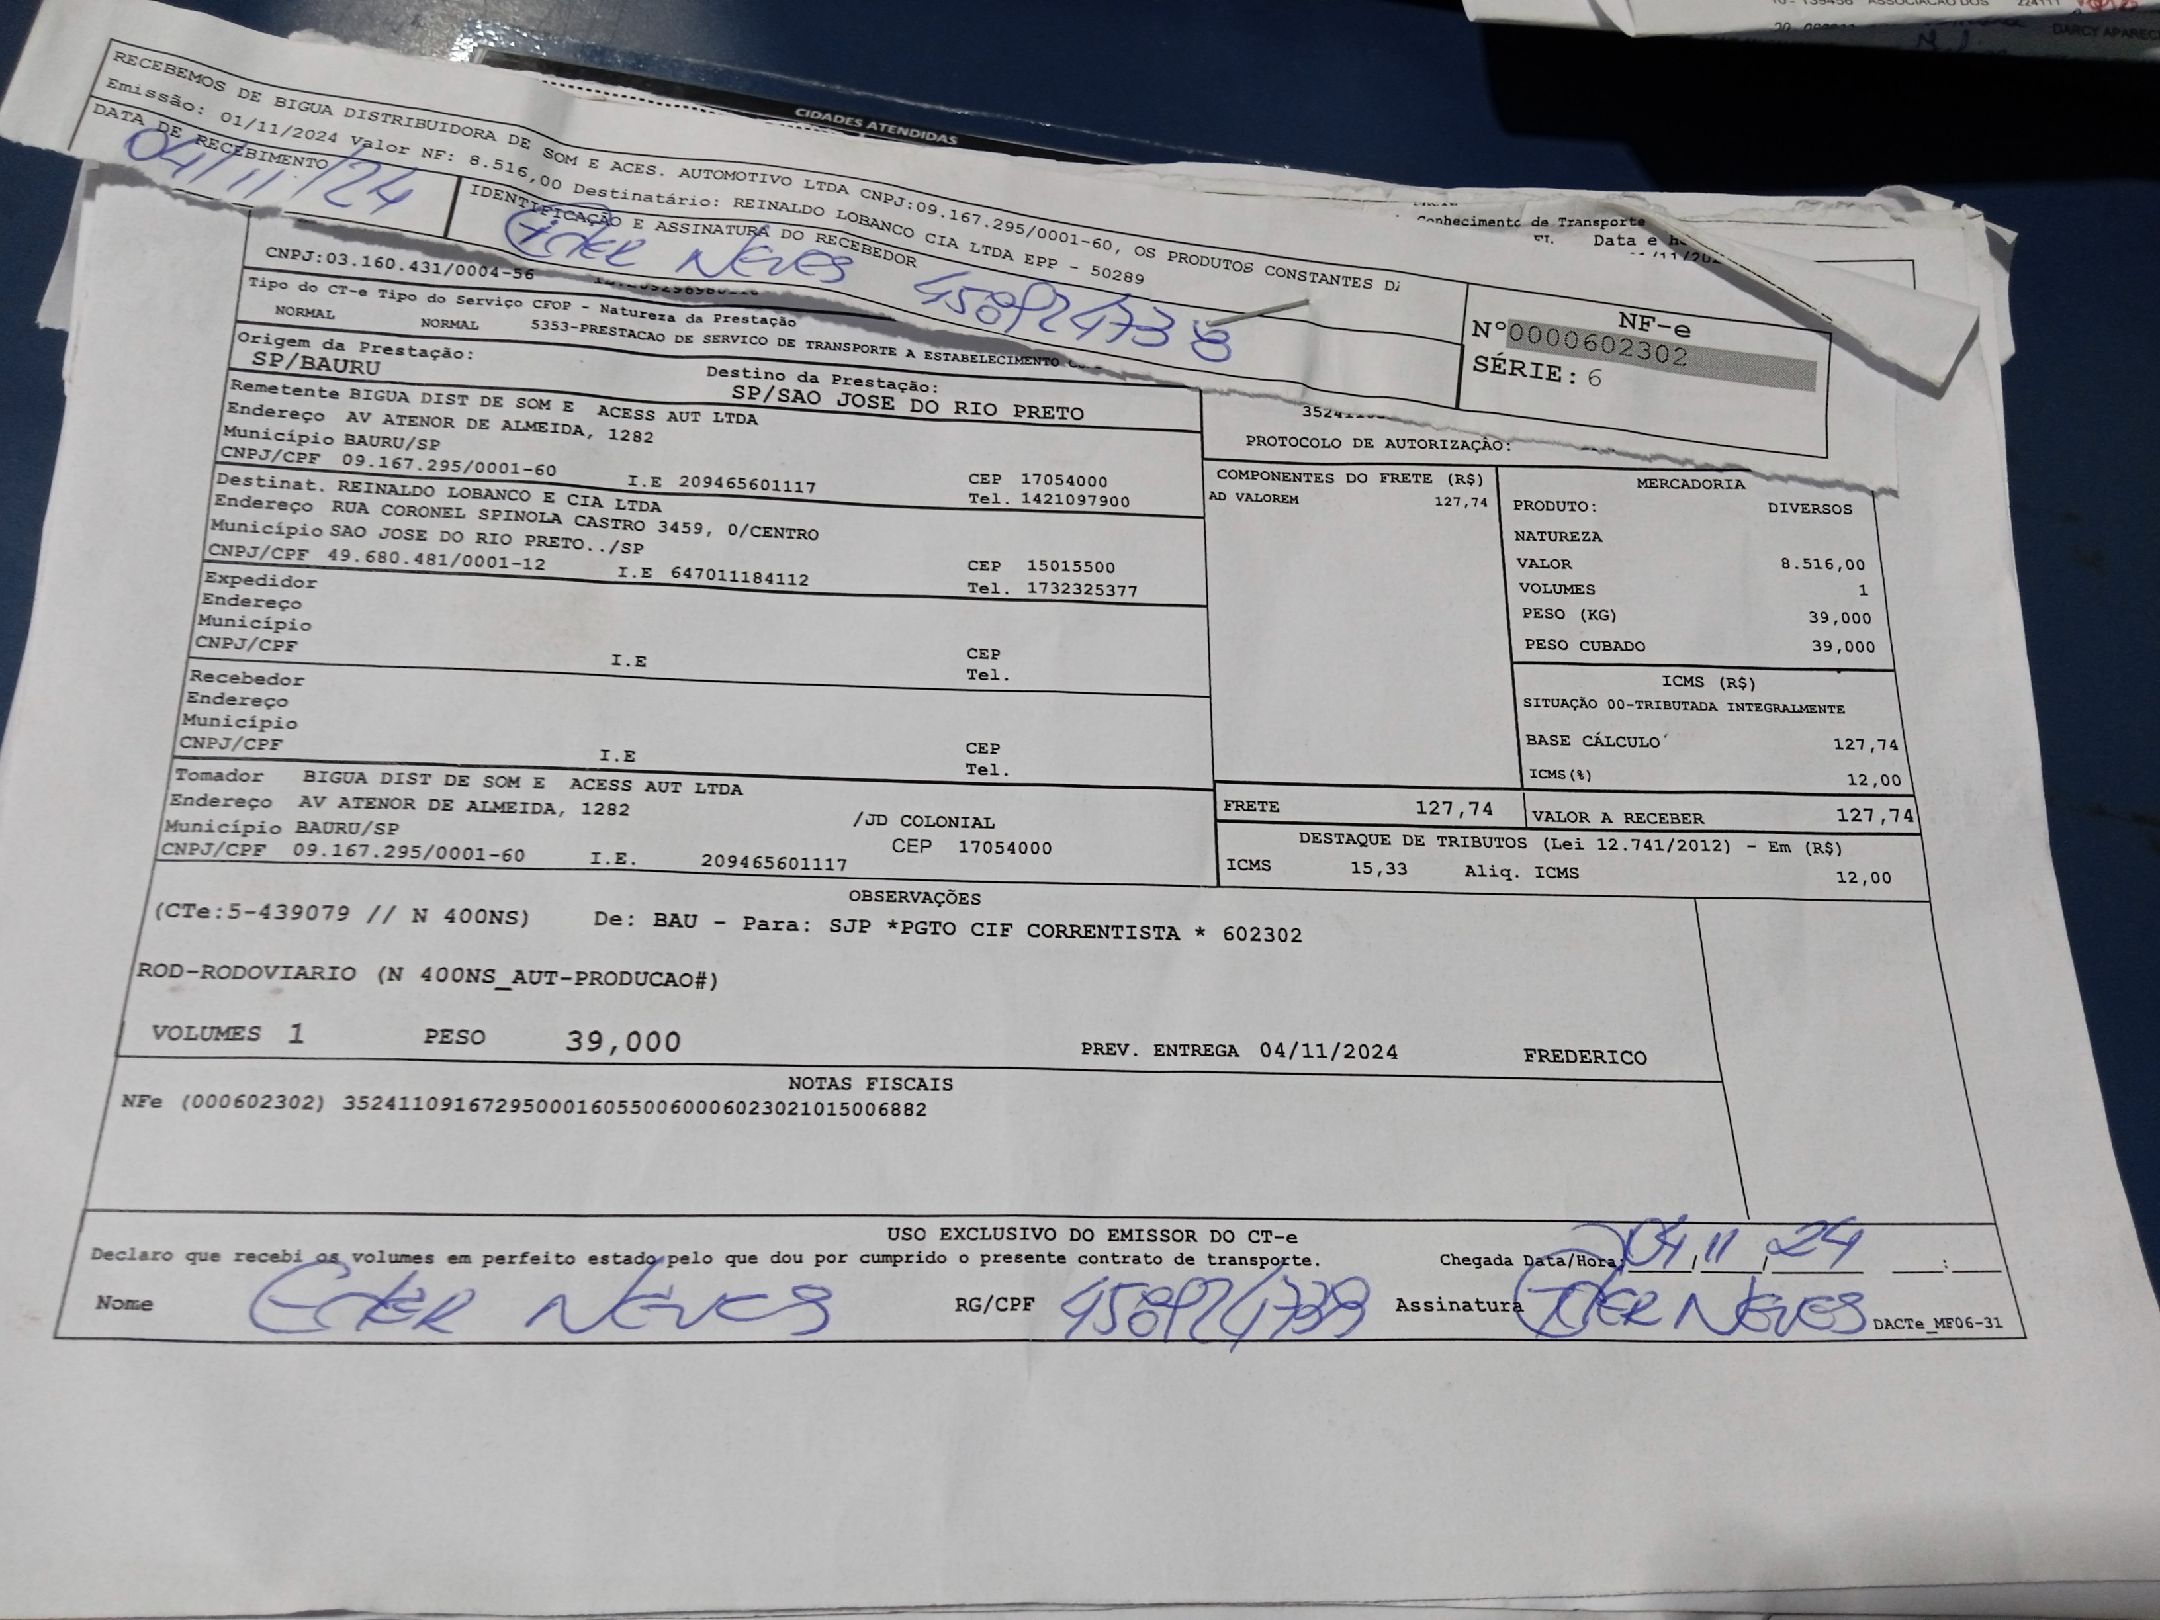 10 - 139456 ASSOCIACAO DOS 224111
DARCY APAREC
CIDADES ATENDIDAS
RECEBEMOS DE BIGUA DISTRIBUIDORA DE SOM E ACES. AUTOMOTIVO LTDA CNPJ:09.167.295/0001-60, OS PRODUTOS CONSTANTES DA
Emissão: 01/11/2024 Valor NF: 8.516,00 Destinatário: REINALDO LOBANCO CIA LTDA EPP - 50289
DATA DE RECEBIMENTO
04/11/24
IDENTIFICAÇÃO E ASSINATURA DO RECEBEDOR
EDER NEVES 458924738
NF-e
N°0000602302
SÉRIE: 6
Conhecimento de Transporte
Data e
CNPJ:03.160.431/0004-56
Tipo do CT-e Tipo do Serviço CFOP - Natureza da Prestação
NORMAL NORMAL 5353-PRESTACAO DE SERVICO DE TRANSPORTE A ESTABELECIMENTO
Origem da Prestação: Destino da Prestação:
SP/BAURU SP/SAO JOSE DO RIO PRETO
Remetente BIGUA DIST DE SOM E ACESS AUT LTDA
Endereço AV ATENOR DE ALMEIDA, 1282
Município BAURU/SP CEP 17054000
CNPJ/CPF 09.167.295/0001-60 I.E 209465601117 Tel. 1421097900
Destinat. REINALDO LOBANCO E CIA LTDA
Endereço RUA CORONEL SPINOLA CASTRO 3459, 0/CENTRO
Município SAO JOSE DO RIO PRETO../SP CEP 15015500
CNPJ/CPF 49.680.481/0001-12 I.E 647011184112 Tel. 1732325377
Expedidor
Endereço
Município CEP
CNPJ/CPF I.E Tel.
Recebedor
Endereço
Município CEP
CNPJ/CPF I.E Tel.
Tomador BIGUA DIST DE SOM E ACESS AUT LTDA
Endereço AV ATENOR DE ALMEIDA, 1282 /JD COLONIAL
Município BAURU/SP CEP 17054000
CNPJ/CPF 09.167.295/0001-60 I.E. 209465601117
PROTOCOLO DE AUTORIZAÇÃO:
COMPONENTES DO FRETE (R$)
AD VALOREM 127,74
MERCADORIA
PRODUTO: DIVERSOS
NATUREZA
VALOR 8.516,00
VOLUMES 1
PESO (KG) 39,000
PESO CUBADO 39,000
ICMS (R$)
SITUAÇÃO 00-TRIBUTADA INTEGRALMENTE
BASE CÁLCULO 127,74
ICMS(%) 12,00
FRETE 127,74 VALOR A RECEBER 127,74
DESTAQUE DE TRIBUTOS (Lei 12.741/2012) - Em (R$)
ICMS 15,33 Aliq. ICMS 12,00
OBSERVAÇÕES
(CTe:5-439079 // N 400NS) De: BAU - Para: SJP *PGTO CIF CORRENTISTA * 602302
ROD-RODOVIARIO (N 400NS_AUT-PRODUCAO#)
VOLUMES 1 PESO 39,000 PREV. ENTREGA 04/11/2024 FREDERICO
NOTAS FISCAIS
NFe (000602302) 35241109167295000160550060006023021015006882
USO EXCLUSIVO DO EMISSOR DO CT-e
Declaro que recebi os volumes em perfeito estado pelo que dou por cumprido o presente contrato de transporte. Chegada Data/Hora 04/11/24 :
Nome EDER NEVES RG/CPF 458924738 Assinatura EDER NEVES DACTe_MF06-31